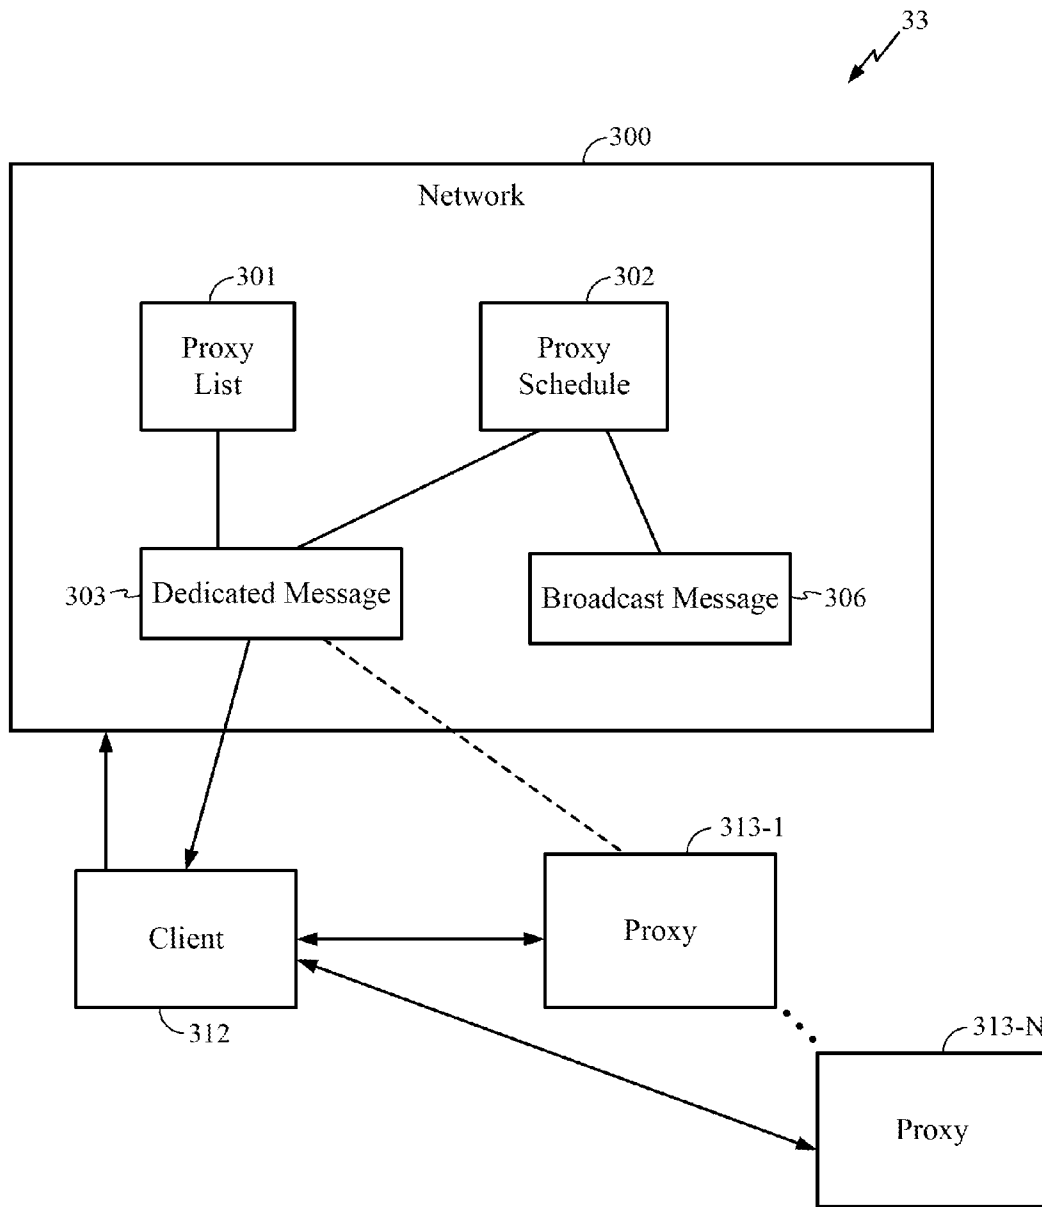 33
300
Network
301
302
Proxy
List
Proxy
Schedule
303
Dedicated Message
Broadcast Message
306
313-1
Client
Proxy
312
313-N
Proxy